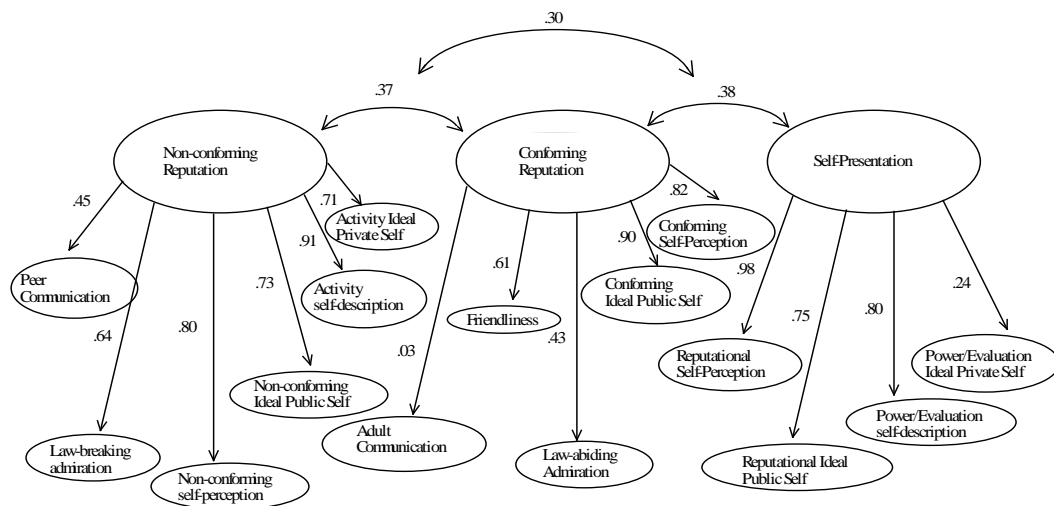 .30
.37
.38
Non-conforming
Reputation
Conforming
Reputation
Self-Presentation
.45
.71
.82
Activity Ideal
Private Self
Conforming
Self-Perception
.91
.90
.61
.98
.24
Peer
Communication
.73
Activity
self-description
Friendliness
Conforming
Ideal Public Self
.64
.80
.03
.43
.75
.80
Reputational
Self-Perception
Power/Evaluation
Ideal Private Self
Non-conforming
Ideal Public Self
Power/Evaluation
self-description
Law-breaking
admiration
Adult
Communication
Law-abiding
Admiration
Non-conforming
self-perception
Reputational Ideal
Public Self